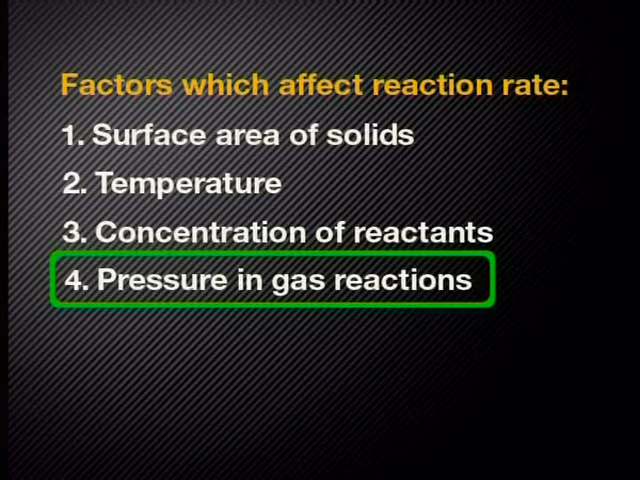 Factors which affect reaction rate:
1. Surface area of solids
2. Temperature
3. Concentration of reactants
4. Pressure in gas reactions